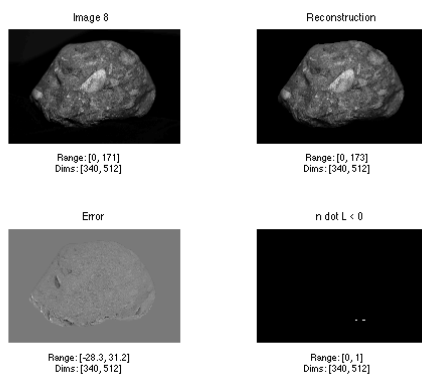 Image 8
Reconstruction
Range: [0, 171]
Dims: [340, 512]
Range: [0, 173]
Dims: [340, 512]
Error
n dot L < 0
Range: [-28.3, 31.2]
Dims: [340, 512]
Range: [0, 1]
Dims: [340, 512]